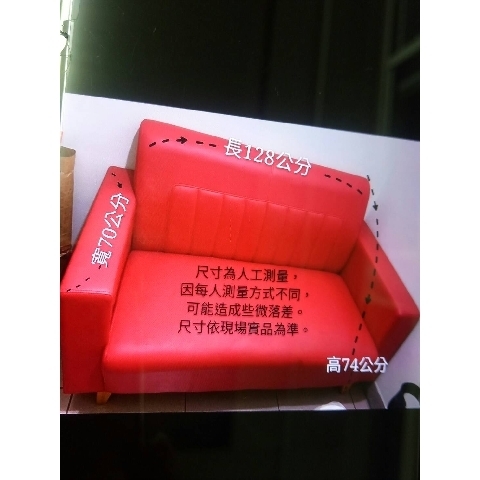 長128公分
寬70公分
尺寸為人工測量，
因每人測量方式不同，
可能造成些微落差。
尺寸依現場實品為準。
高74公分